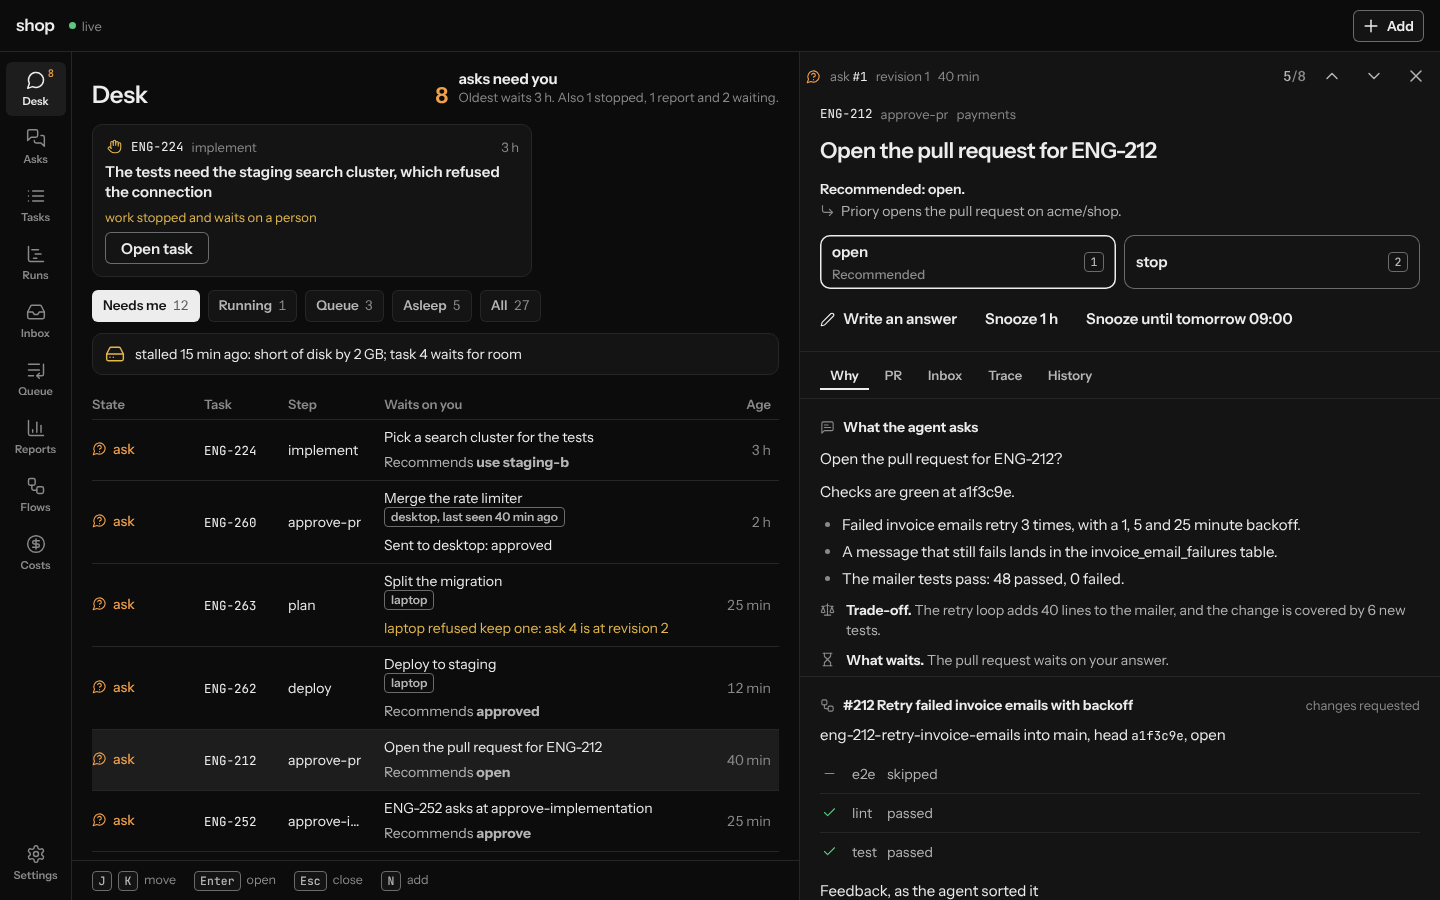 shop
live
Add
8
Desk
Asks
Tasks
Runs
Inbox
Queue
Reports
Flows
Costs
Settings
Desk
8
asks need you
Oldest waits 3 h. Also 1 stopped, 1 report and 2 waiting.
ENG-224 implement 3 h
The tests need the staging search cluster, which refused
the connection
work stopped and waits on a person
Open task
Needs me 12
Running 1
Queue 3
Asleep 5
All 27
stalled 15 min ago: short of disk by 2 GB; task 4 waits for room
State Task Step Waits on you Age
ask ENG-224 implement Pick a search cluster for the tests 3 h
Recommends use staging-b
ask ENG-260 approve-pr Merge the rate limiter 2 h
desktop, last seen 40 min ago
Sent to desktop: approved
ask ENG-263 plan Split the migration 25 min
laptop
laptop refused keep one: ask 4 is at revision 2
ask ENG-262 deploy Deploy to staging 12 min
laptop
Recommends approved
ask ENG-212 approve-pr Open the pull request for ENG-212 40 min
Recommends open
ask ENG-252 approve-i... ENG-252 asks at approve-implementation 25 min
Recommends approve
J K move Enter open Esc close N add
ask #1 revision 1 40 min 5/8
ENG-212 approve-pr payments
Open the pull request for ENG-212
Recommended: open.
Priory opens the pull request on acme/shop.
open 1
Recommended
stop 2
Write an answer Snooze 1 h Snooze until tomorrow 09:00
Why PR Inbox Trace History
What the agent asks
Open the pull request for ENG-212?
Checks are green at a1f3c9e.
• Failed invoice emails retry 3 times, with a 1, 5 and 25 minute backoff.
• A message that still fails lands in the invoice_email_failures table.
• The mailer tests pass: 48 passed, 0 failed.
Trade-off. The retry loop adds 40 lines to the mailer, and the change is covered by 6 new
tests.
What waits. The pull request waits on your answer.
#212 Retry failed invoice emails with backoff changes requested
eng-212-retry-invoice-emails into main, head a1f3c9e, open
e2e skipped
lint passed
test passed
Feedback, as the agent sorted it